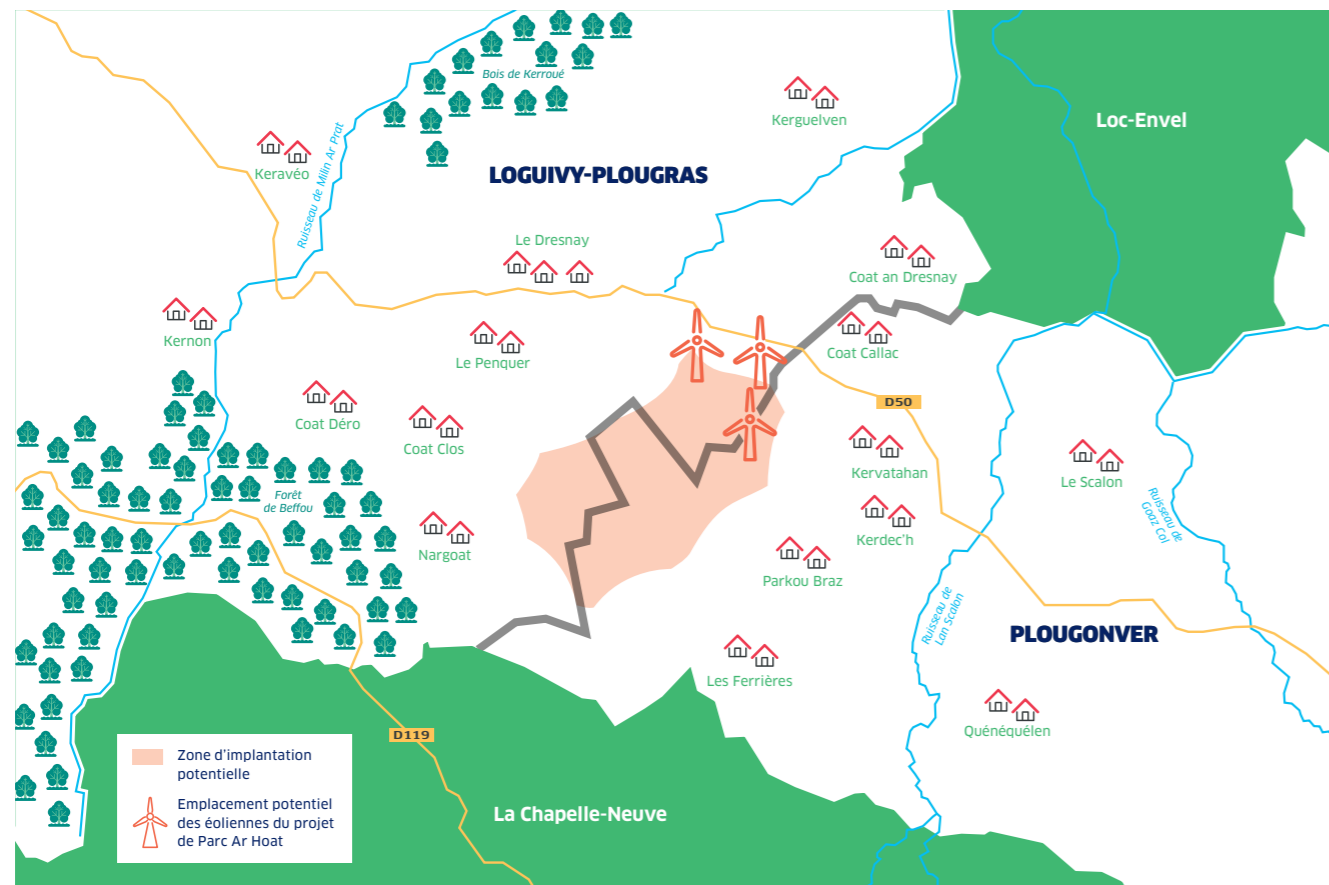 Bois de Kerroué
Kerguelven
Loc-Envel
Ruisseau de Milin Ar Prat
Keravéo
LOGUIVY-PLOUGRAS
Le Dresnay
Coat an Dresnay
Kernon
Le Penquer
Coat Callac
D50
Coat Déro
Coat Clos
Kervatahan
Le Scalon
Forêt
de Beffou
Ruisseau de
Goaz Cot
Nargoat
Kerdec'h
Parkou Braz
Ruisseau de
Lan Scalon
PLOUGONVER
Les Ferrières
Quénéquélen
D119
Zone d'implantation
potentielle
Emplacement potentiel
des éoliennes du projet
de Parc Ar Hoat
La Chapelle-Neuve